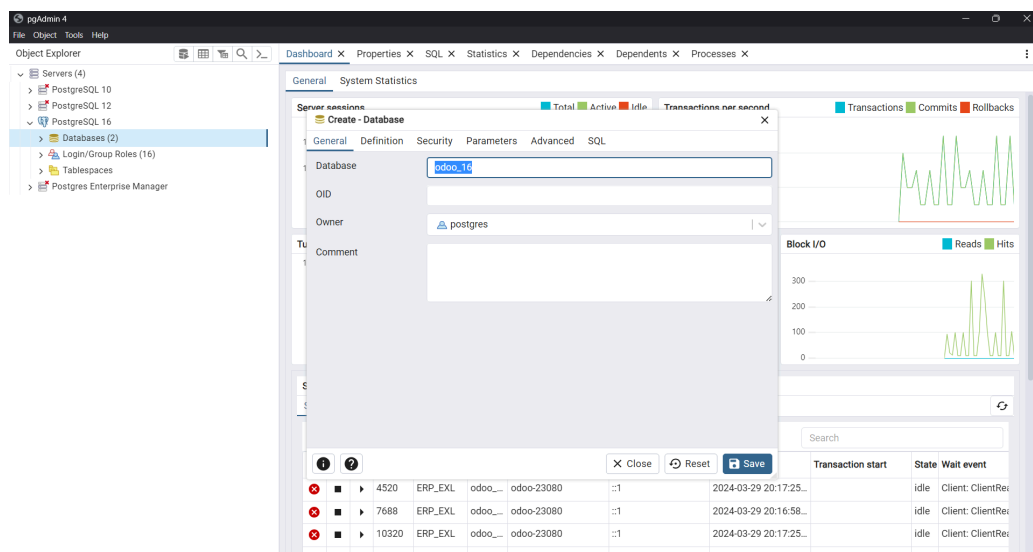 pgAdmin 4
File Object Tools Help
Object Explorer
Dashboard Properties SQL Statistics Dependencies Dependents Processes
Servers (4)
PostgreSQL 10
PostgreSQL 12
PostgreSQL 16
Databases (2)
Login/Group Roles (16)
Tablespaces
Postgres Enterprise Manager
General System Statistics
Server sessions Total Active Idle
Transactions per second Transactions Commits Rollbacks
Create - Database
General Definition Security Parameters Advanced SQL
Database odoo_16
OID
Owner postgres
Comment
Block I/O Reads Hits
300
200
100
0
Close Reset Save
Search
Transaction start State Wait event
4520 ERP_EXL odoo_... odoo-23080 ::1 2024-03-29 20:17:25... idle Client: ClientRea
7688 ERP_EXL odoo_... odoo-23080 ::1 2024-03-29 20:16:58... idle Client: ClientRea
10320 ERP_EXL odoo_... odoo-23080 ::1 2024-03-29 20:17:25... idle Client: ClientRea